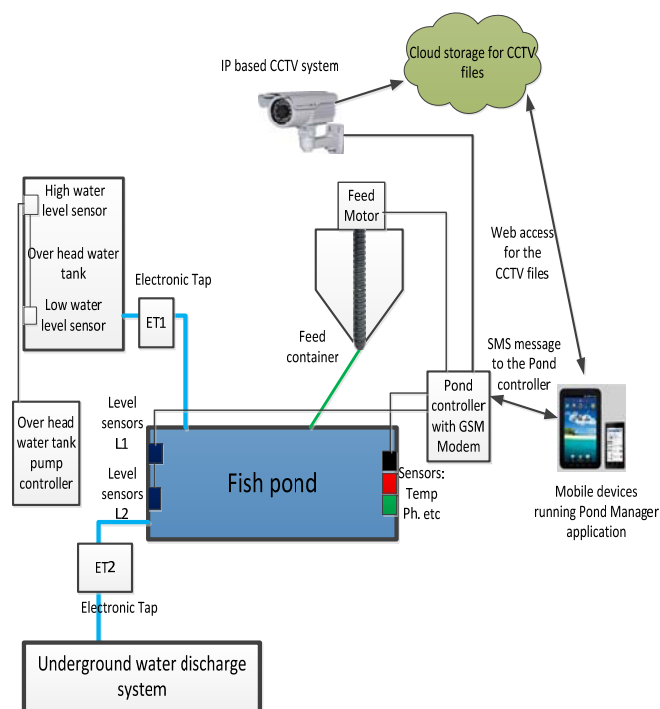 Cloud storage for CCTV
files
IP based CCTV system
High water
level sensor
Over head water
tank
Low water
level sensor
Electronic Tap
ET1
Feed
Motor
Feed
container
Web access
for the
CCTV files
SMS message
to the Pond
controller
Pond
controller
with GSM
Modem
Over head
water tank
pump
controller
Level
sensors
L1
Level
sensors
L2
Fish pond
Sensors:
Temp
Ph. etc
Mobile devices
running Pond Manager
application
ET2
Electronic Tap
Underground water discharge
system